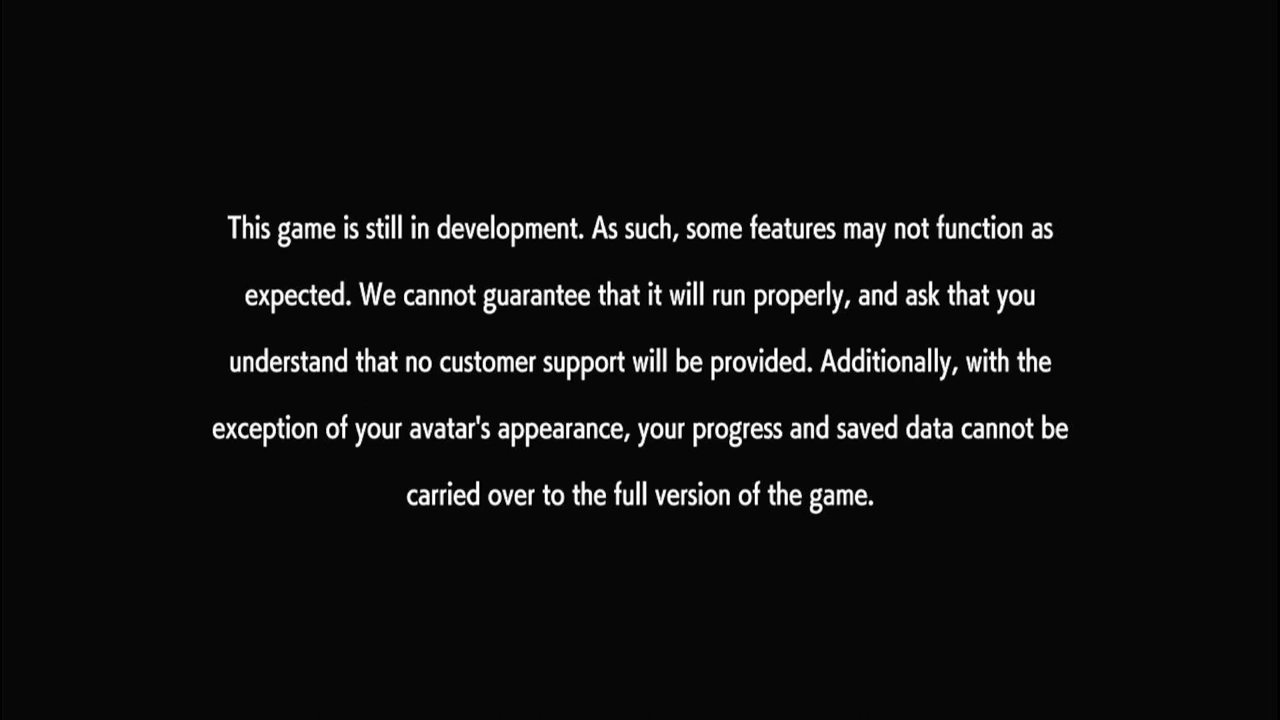 This game is still in development. As such, some features may not function as
expected. We cannot guarantee that it will run properly, and ask that you
understand that no customer support will be provided. Additionally, with the
exception of your avatar's appearance, your progress and saved data cannot be
carried over to the full version of the game.